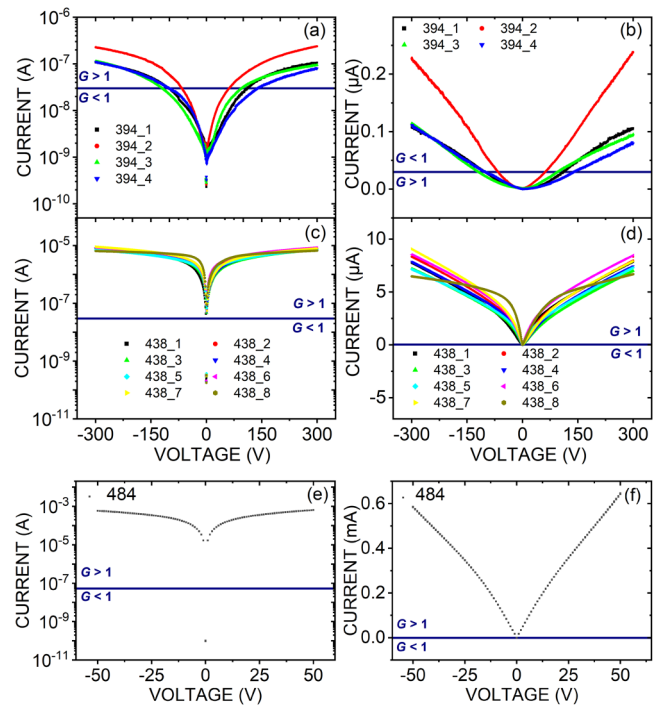 (a)
CURRENT (A)
10⁻⁶
10⁻⁷
10⁻⁸
10⁻⁹
10⁻¹⁰
G > 1
G < 1
394_1
394_2
394_3
394_4
(b)
394_1 394_2
394_3 394_4
CURRENT (µA)
0.2
0.1
0.0
G < 1
G > 1
(c)
CURRENT (A)
10⁻⁵
10⁻⁷
10⁻⁹
10⁻¹¹
G > 1
G < 1
438_1 438_2
438_3 438_4
438_5 438_6
438_7 438_8
-300 -150 0 150 300
VOLTAGE (V)
(d)
CURRENT (µA)
10
5
0
-5
G > 1
G < 1
438_1 438_2
438_3 438_4
438_5 438_6
438_7 438_8
-300 -150 0 150 300
VOLTAGE (V)
484 (e)
CURRENT (A)
10⁻³
10⁻⁵
10⁻⁷
10⁻⁹
10⁻¹¹
G > 1
G < 1
-50 -25 0 25 50
VOLTAGE (V)
484 (f)
CURRENT (mA)
0.6
0.4
0.2
0.0
G > 1
G < 1
-50 -25 0 25 50
VOLTAGE (V)